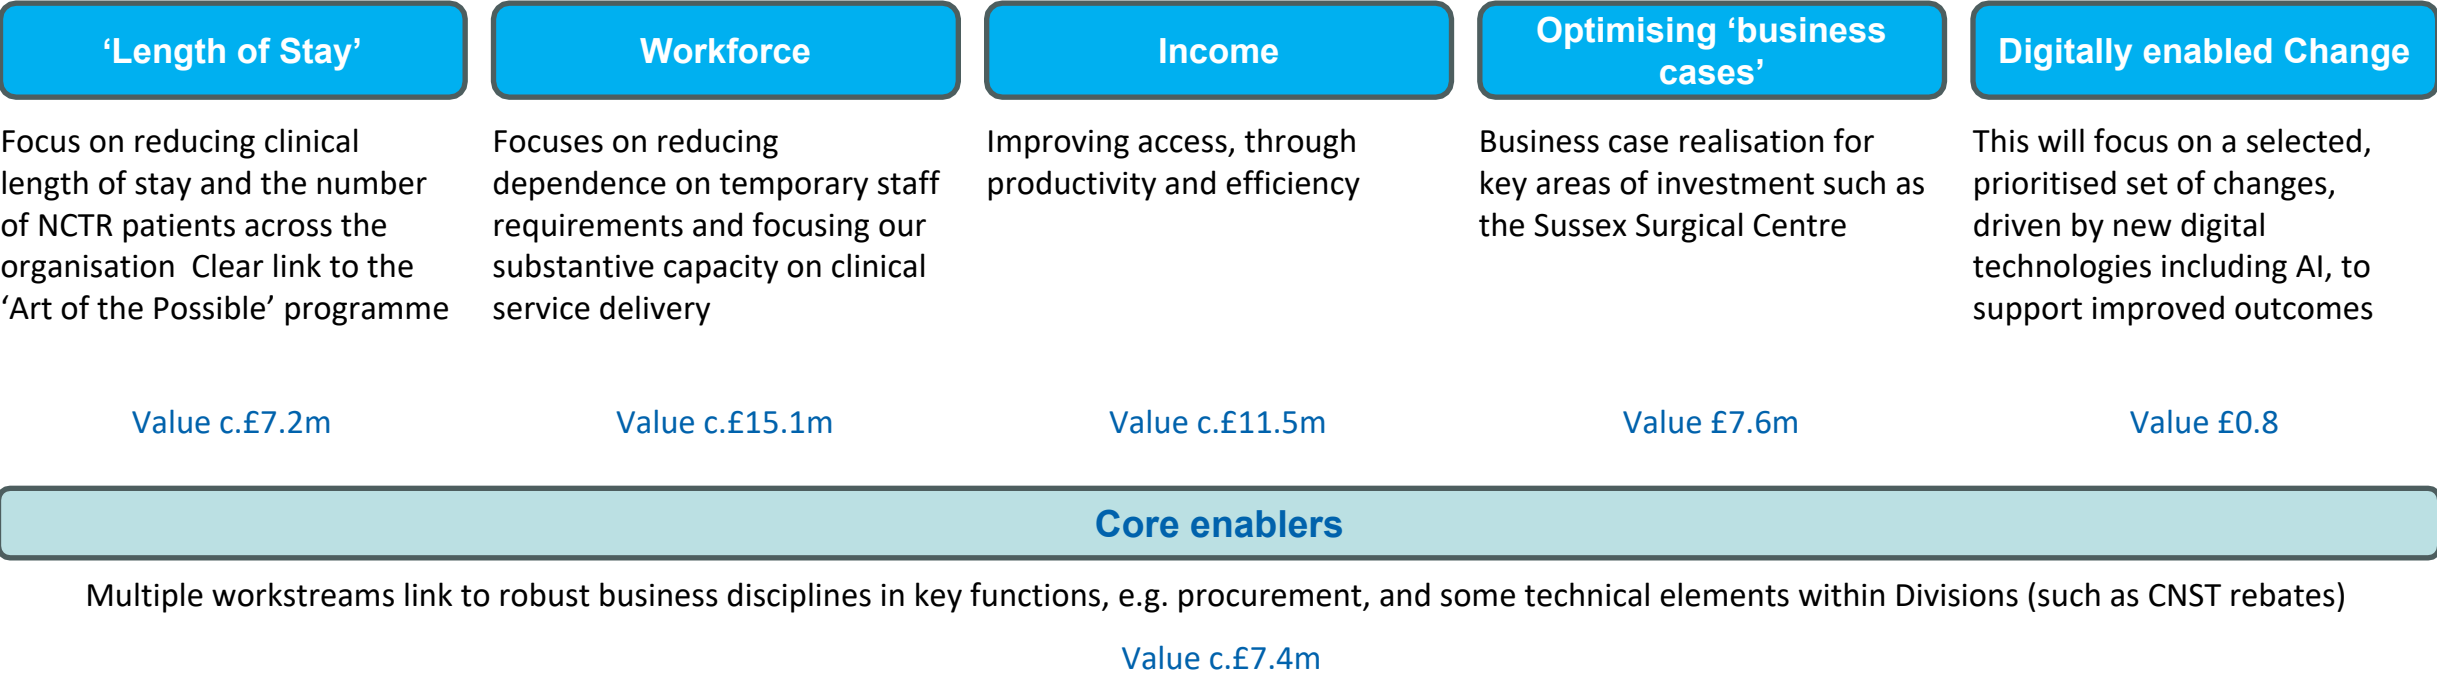 ‘Length of Stay’
Focus on reducing clinical
length of stay and the number
of NCTR patients across the
organisation  Clear link to the
‘Art of the Possible’ programme
Value c.£7.2m
Workforce
Focuses on reducing
dependence on temporary staff
requirements and focusing our
substantive capacity on clinical
service delivery
Value c.£15.1m
Income
Improving access, through
productivity and efficiency
Value c.£11.5m
Optimising ‘business
cases’
Business case realisation for
key areas of investment such as
the Sussex Surgical Centre
Value £7.6m
Digitally enabled Change
This will focus on a selected,
prioritised set of changes,
driven by new digital
technologies including AI, to
support improved outcomes
Value £0.8
Core enablers
Multiple workstreams link to robust business disciplines in key functions, e.g. procurement, and some technical elements within Divisions (such as CNST rebates)
Value c.£7.4m